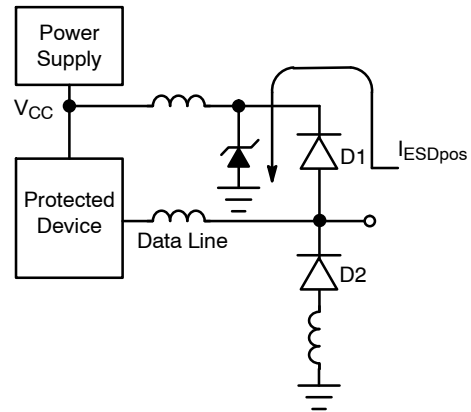 Power
Supply
VCC
D1
IESDpos
Protected
Device
Data Line
D2